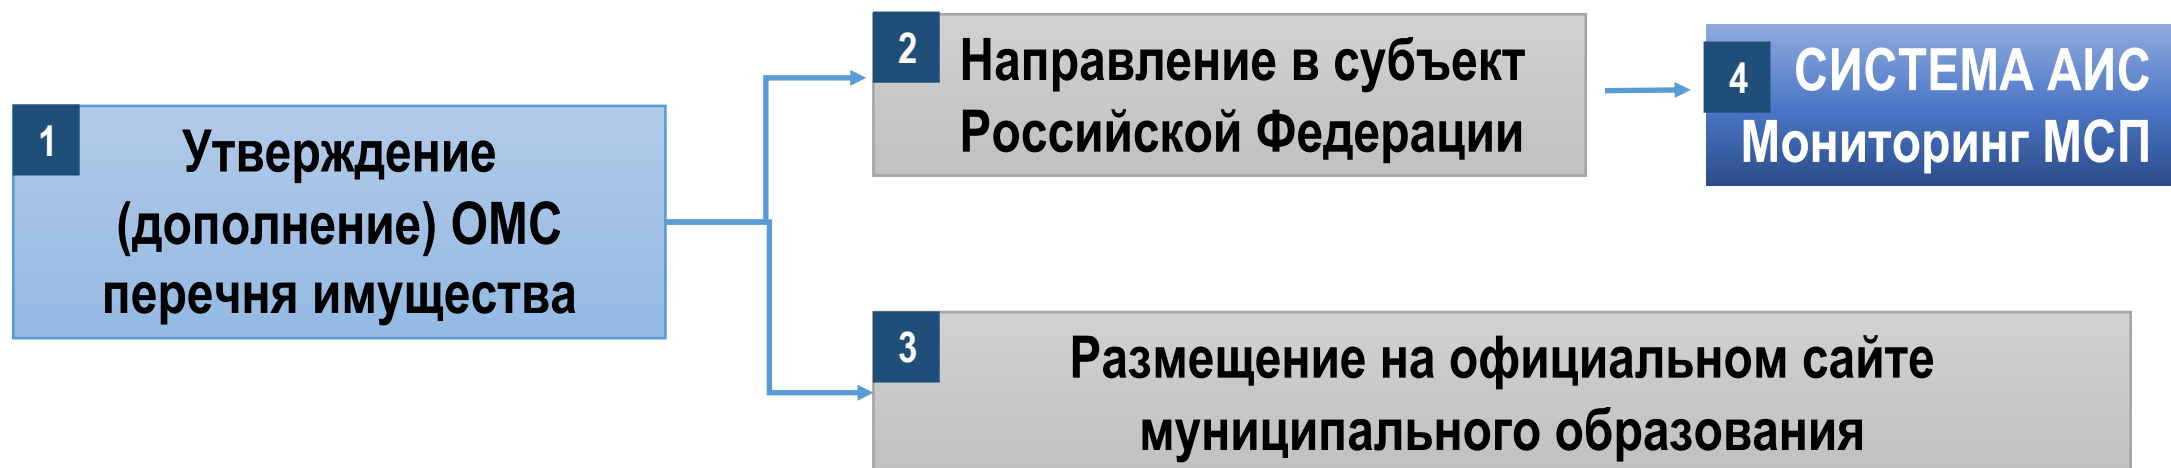 1
Утверждение
(дополнение) ОМС
перечня имущества
2
Направление в субъект
Российской Федерации
4
СИСТЕМА АИС
Мониторинг МСП
3
Размещение на официальном сайте
муниципального образования